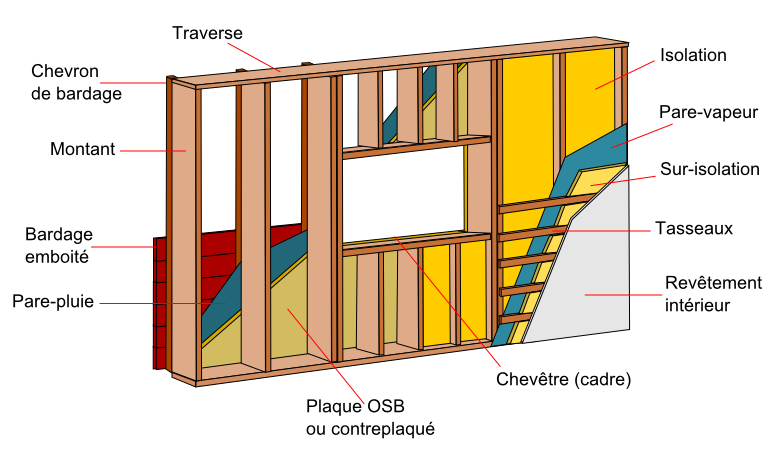 Traverse
Chevron
de bardage
Montant
Bardage
emboité
Pare-pluie
Plaque OSB
ou contreplaqué
Chevêtre (cadre)
Isolation
Pare-vapeur
Sur-isolation
Tasseaux
Revêtement
intérieur